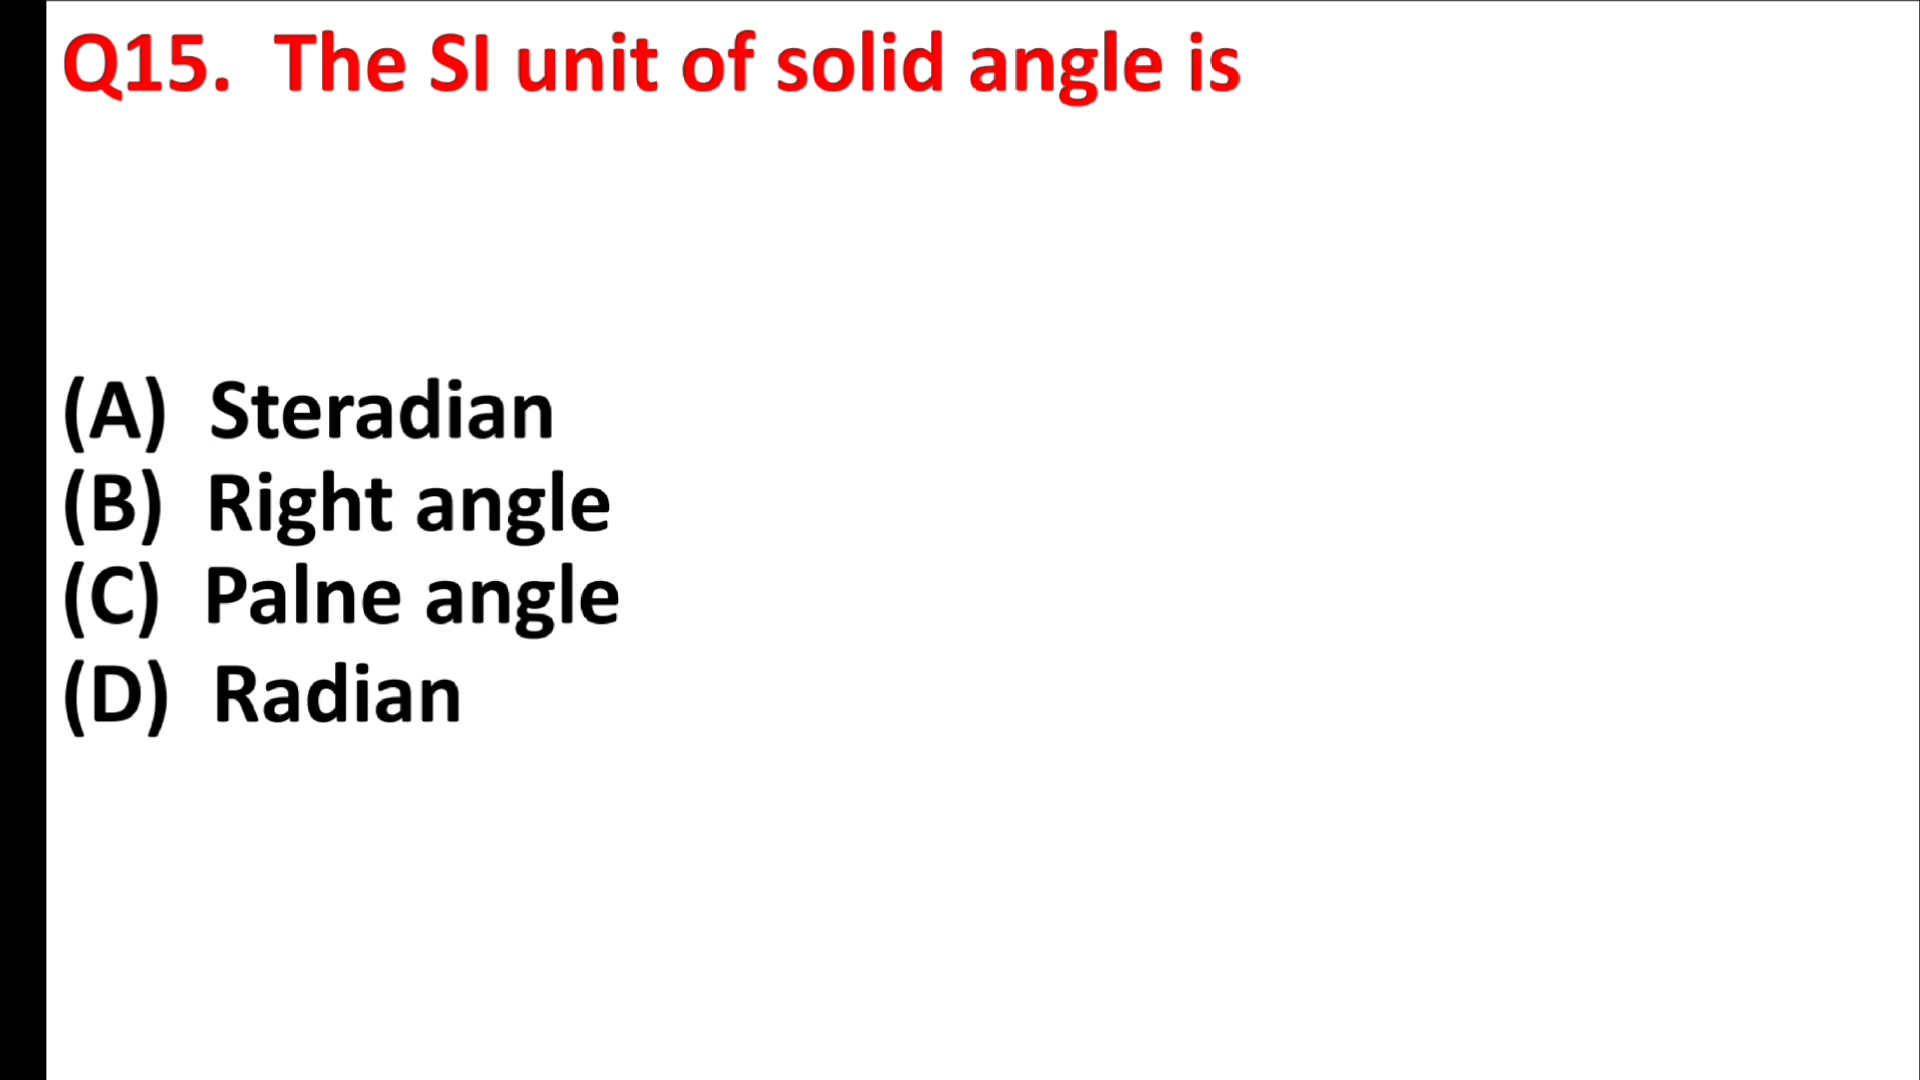 Q15. The SI unit of solid angle is
(A) Steradian
(B) Right angle
(C) Palne angle
(D) Radian